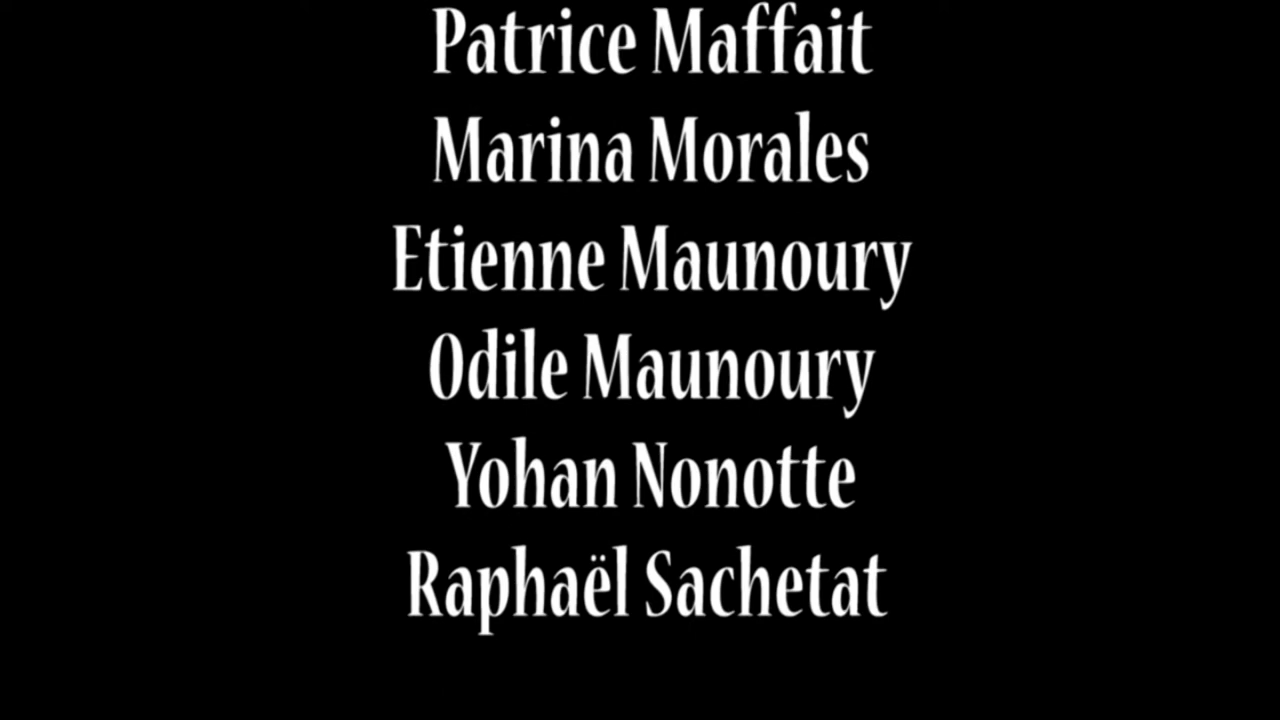 Patrice Maffait
Marina Morales
Etienne Maunoury
Odile Maunoury
Yohan Nonotte
Raphaël Sachetat